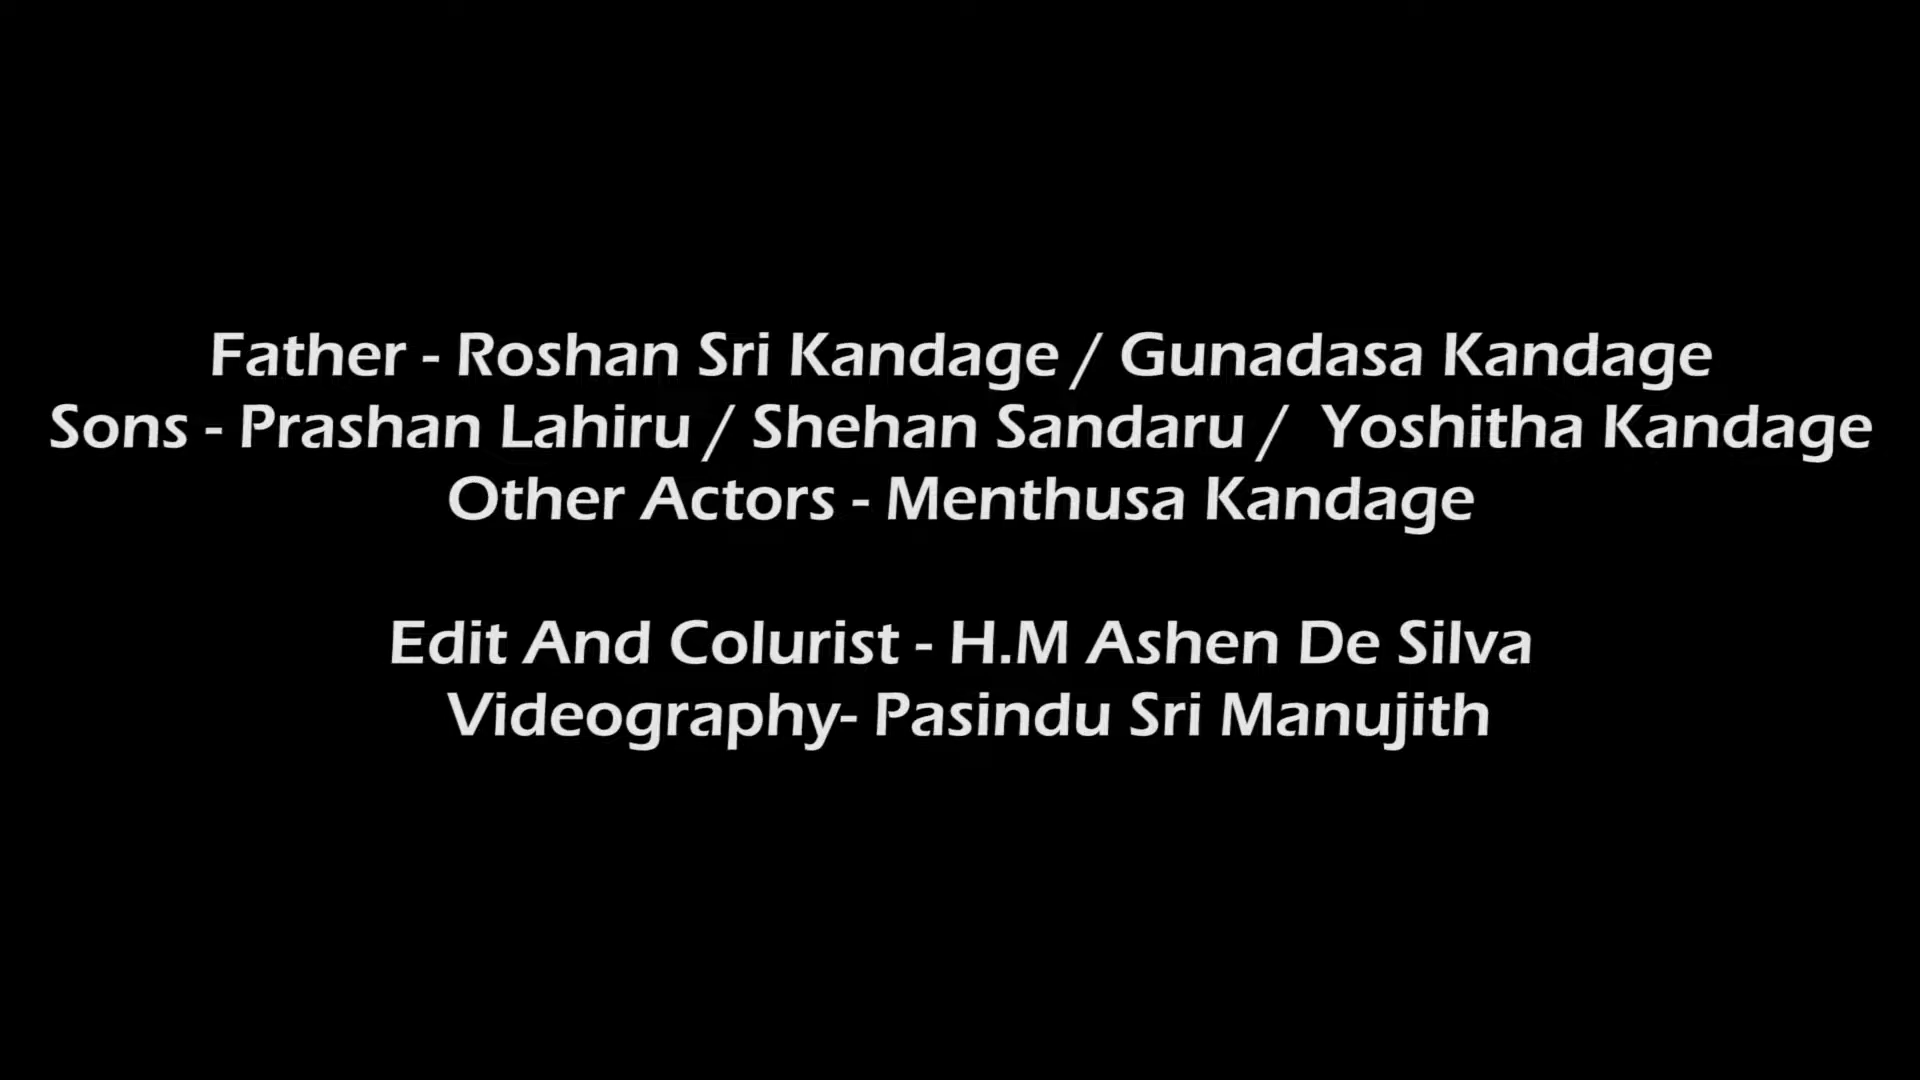 Father - Roshan Sri Kandage / Gunadasa Kandage
Sons - Prashan Lahiru / Shehan Sandaru /  Yoshitha Kandage
Other Actors - Menthusa Kandage
Edit And Colurist - H.M Ashen De Silva
Videography- Pasindu Sri Manujith